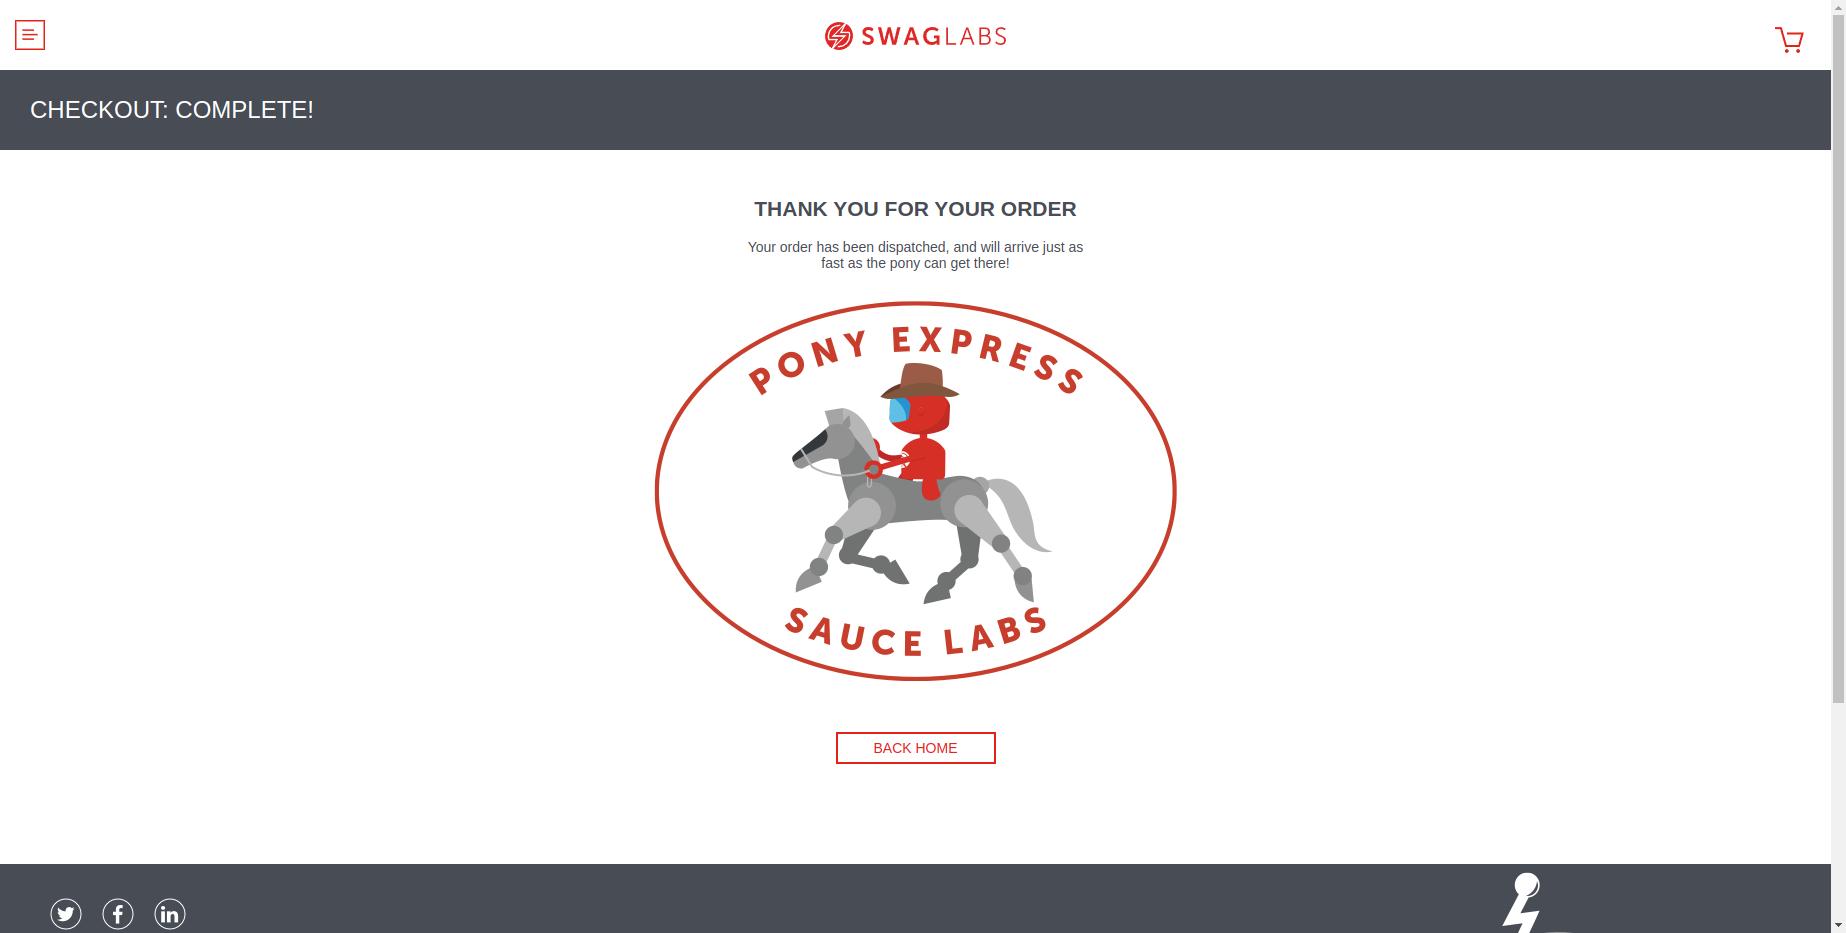 SWAGLABS
CHECKOUT: COMPLETE!
THANK YOU FOR YOUR ORDER
Your order has been dispatched, and will arrive just as
fast as the pony can get there!
PONY EXPRESS
SAUCE LABS
BACK HOME